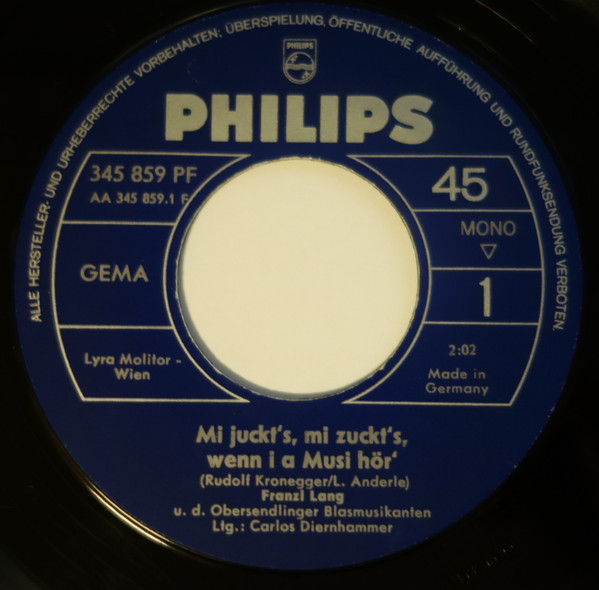 ALLE HERSTELLER- UND URHEBERRECHTE VORBEHALTEN; ÜBERSPIELUNG, ÖFFENTLICHE AUFFÜHRUNG UND RUNDFUNKSENDUNG VERBOTEN.
PHILIPS
PHILIPS
345 859 PF
AA 345 859.1 F
45
MONO
GEMA
1
Lyra Molitor -
Wien
2:02
Made in
Germany
Mi juckt's, mi zuckt's,
wenn i a Musi hör'
(Rudolf Kronegger/L. Anderle)
Franzl Lang
u. d. Obersendlinger Blasmusikanten
Ltg.: Carlos Diernhammer